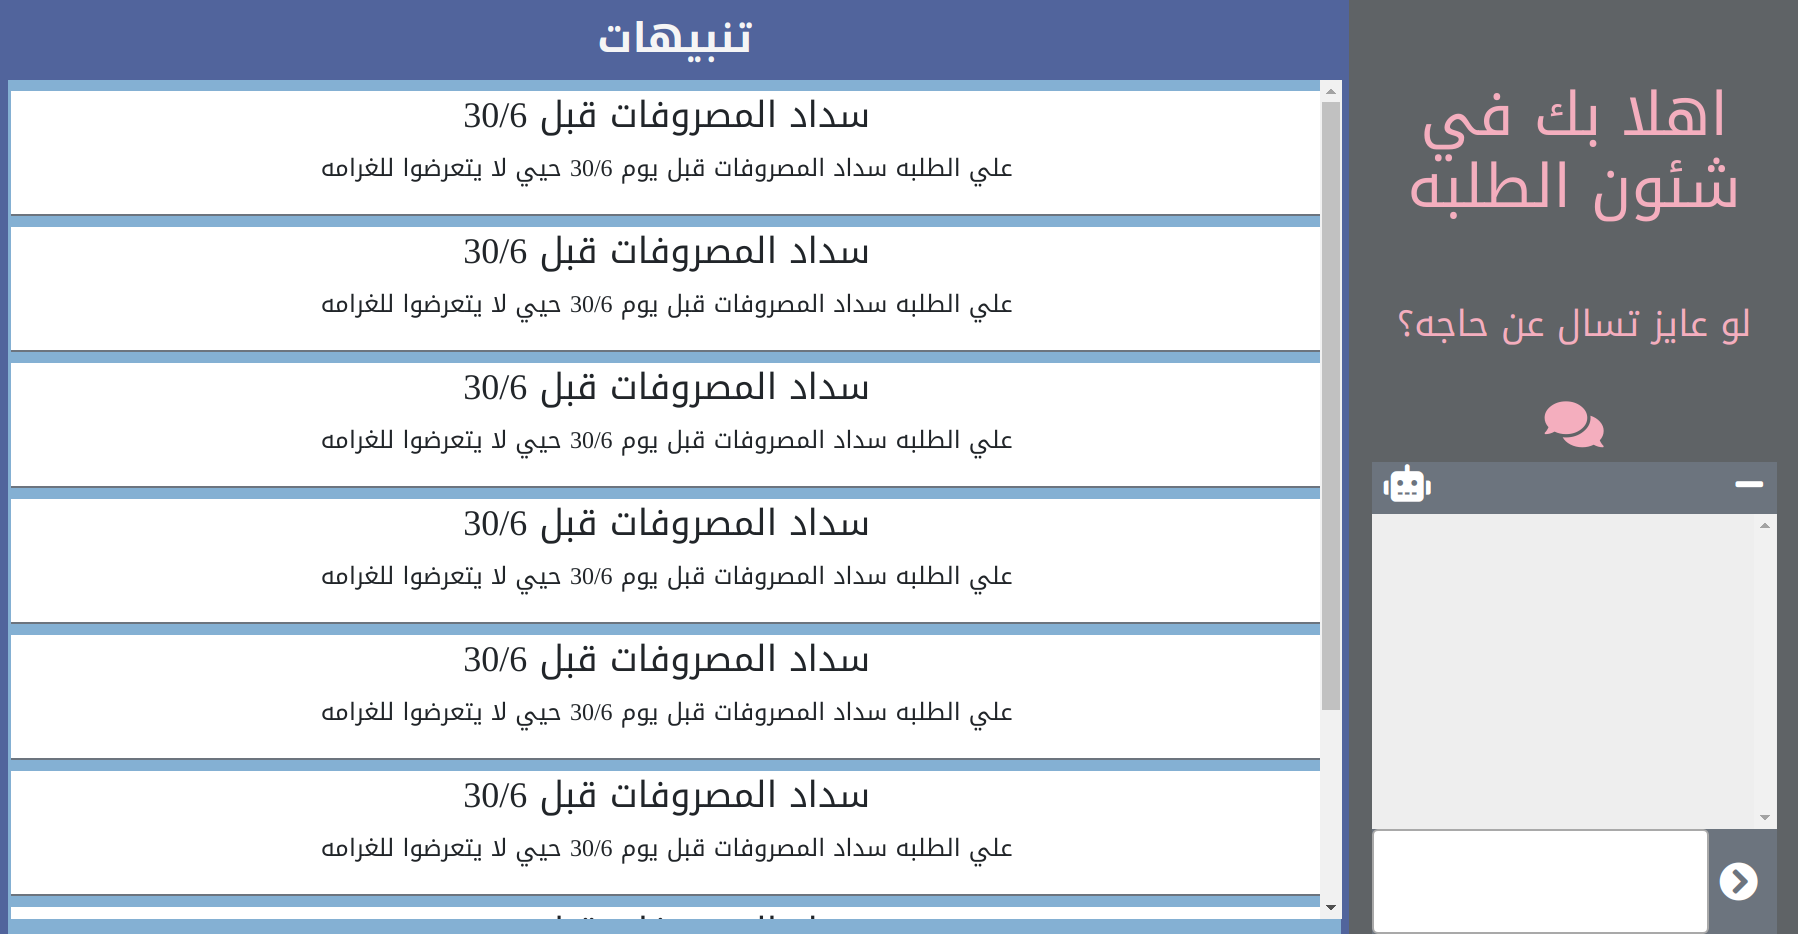 تنبيهات
سداد المصروفات قبل 30/6
علي الطلبه سداد المصروفات قبل يوم 30/6 حيي لا يتعرضوا للغرامه
سداد المصروفات قبل 30/6
علي الطلبه سداد المصروفات قبل يوم 30/6 حيي لا يتعرضوا للغرامه
سداد المصروفات قبل 30/6
علي الطلبه سداد المصروفات قبل يوم 30/6 حيي لا يتعرضوا للغرامه
سداد المصروفات قبل 30/6
علي الطلبه سداد المصروفات قبل يوم 30/6 حيي لا يتعرضوا للغرامه
سداد المصروفات قبل 30/6
علي الطلبه سداد المصروفات قبل يوم 30/6 حيي لا يتعرضوا للغرامه
سداد المصروفات قبل 30/6
علي الطلبه سداد المصروفات قبل يوم 30/6 حيي لا يتعرضوا للغرامه
اهلا بك في
شئون الطلبه
لو عايز تسال عن حاجه؟